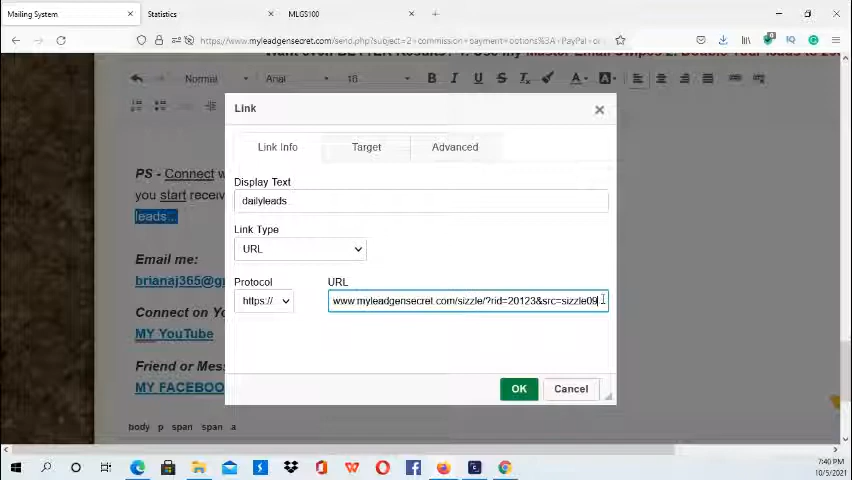 Mailing System
Statistics
MLGS100
https://www.myleadgensecret.com/send.php?subject=2+commission+payment+options%3A+PayPal or
Want even BETTER Results? 1. Use my Master Email Swipes 2. Double Your leads to 200
Normal Arial 18 B I U S
Link
Link Info Target Advanced
PS - Connect w
Display Text
you start receiv
dailyleads
leads...
Link Type
URL
Email me:
brianaj365@g
Protocol URL
https:// www.myleadgensecret.com/sizzle/?rid=20123&src=sizzle09
Connect on Yo
MY YouTube
Friend or Mess
MY FACEBOO
OK Cancel
body p span span a
7:40 PM
10/5/2021